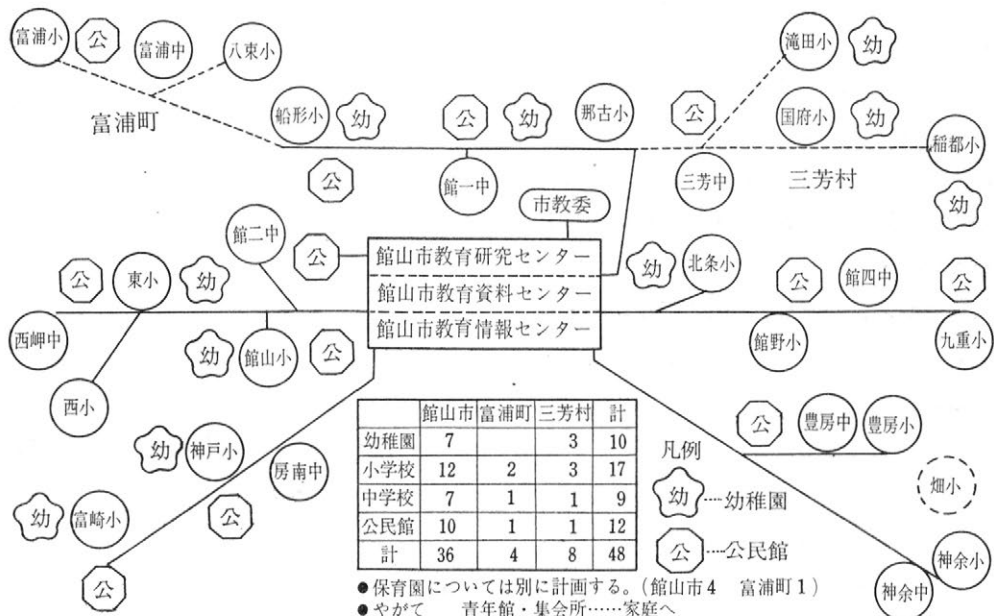 富浦小 公 富浦中 八束小 滝田小 幼
富浦町 船形小 幼 公 幼 那古小 公 国府小 幼 稲都小
公 館一中 三芳中 三芳村 幼
市教委
館二中 公 館山市教育研究センター 幼 北条小
公 東小 幼 館山市教育資料センター 公 館四中 公
西岬中 館山市教育情報センター 館野小 九重小
幼 館山小 公
西小
館山市 富浦町 三芳村 計
幼稚園 7 3 10
小学校 12 2 3 17
中学校 7 1 1 9
公民館 10 1 1 12
計 36 4 8 48
幼 神戸小 房南中
幼 富崎小 公
公
公 豊房中 豊房小
畑小
神余中 神余小
凡例
幼…幼稚園
公…公民館
●保育園については別に計画する。(館山市4 富浦町1)
●やがて 青年館・集会所……家庭へ